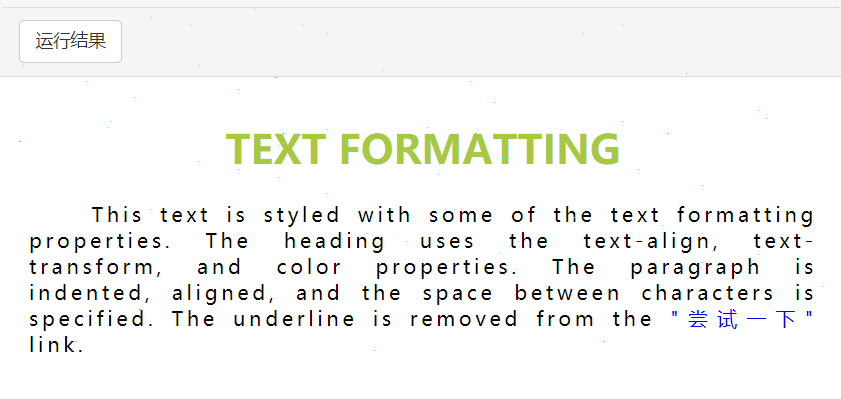 运行结果
TEXT FORMATTING
This text is styled with some of the text formatting
properties. The heading uses the text-align, text-
transform, and color properties. The paragraph is
indented, aligned, and the space between characters is
specified. The underline is removed from the "尝试一下"
link.